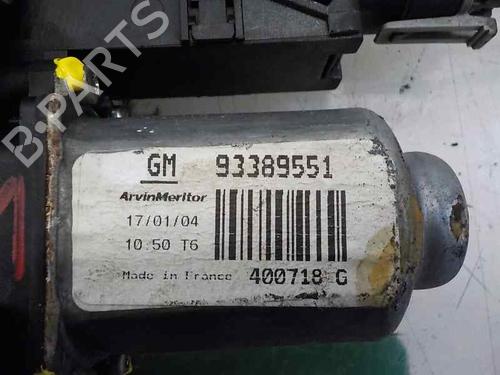 B-PARTS
GM 93389551
ArvinMeritor
17/01/04
10:50 T6
Made in France
400718 G